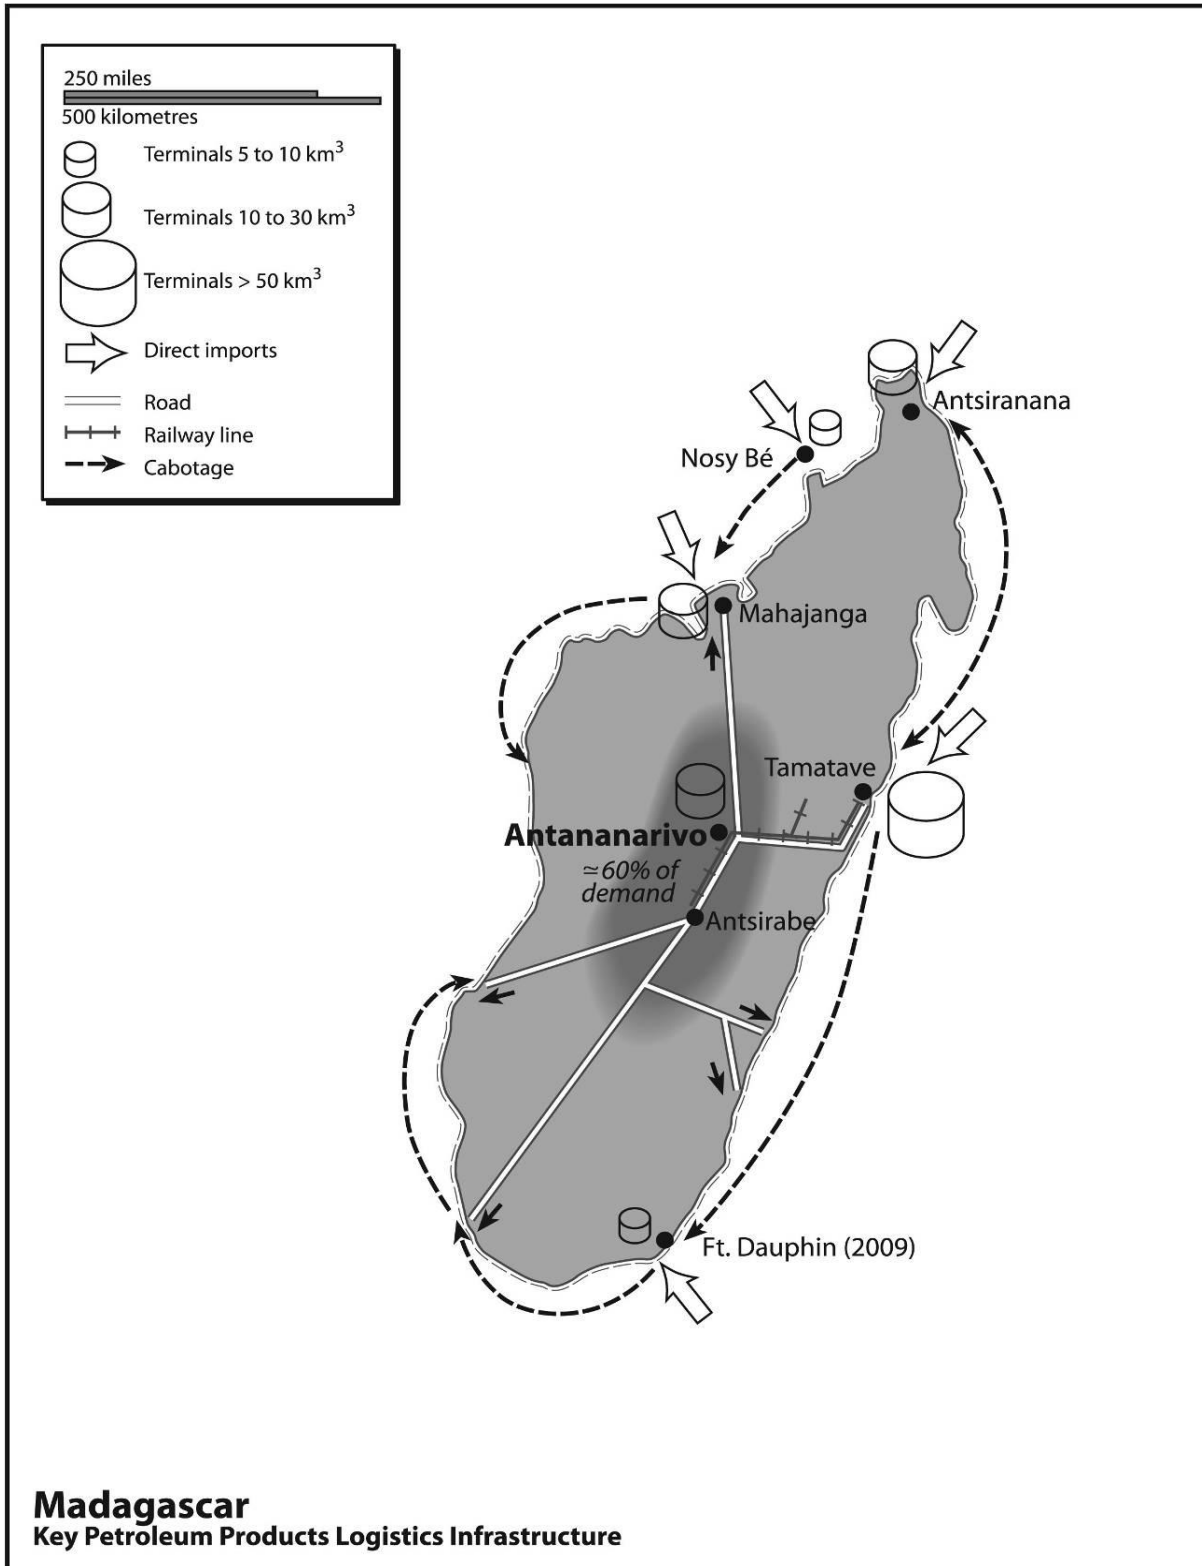 250 miles
500 kilometres
Terminals 5 to 10 km³
Terminals 10 to 30 km³
Terminals > 50 km³
Direct imports
Road
Railway line
Cabotage
Antsiranana
Nosy Bé
Mahajanga
Tamatave
Antananarivo
≃60% of
demand
Antsirabe
Ft. Dauphin (2009)
Madagascar
Key Petroleum Products Logistics Infrastructure